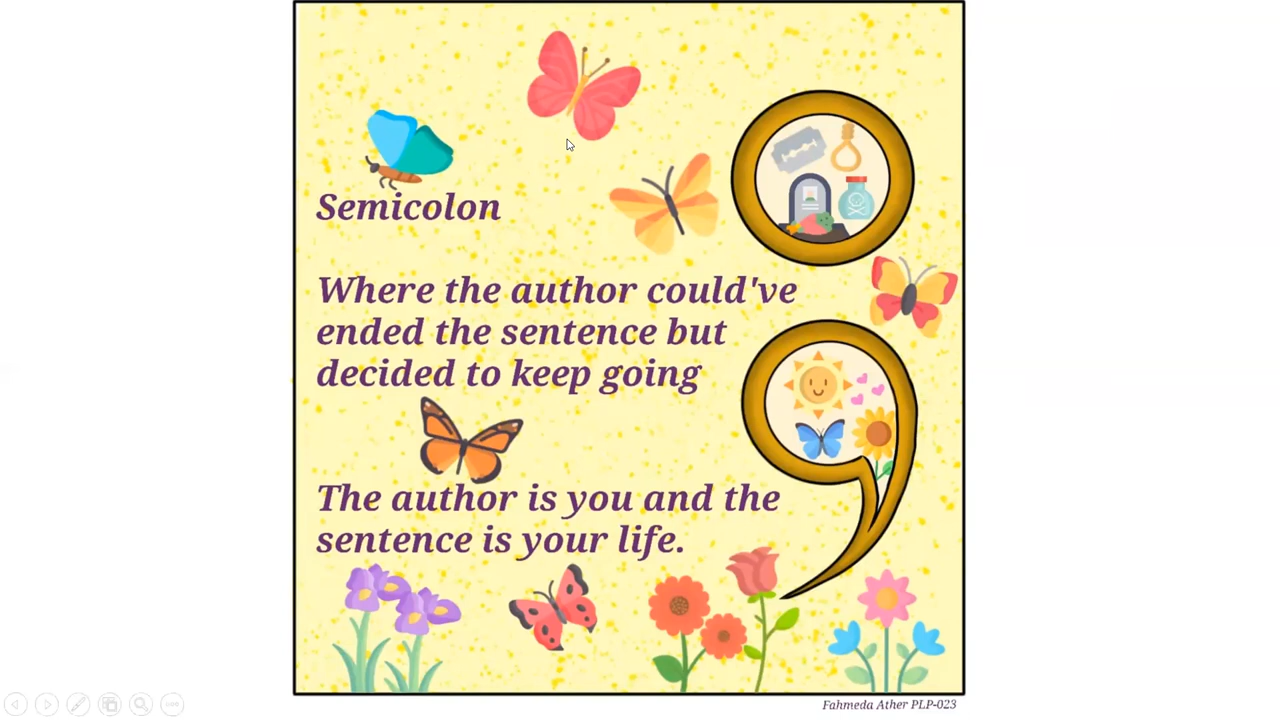 Semicolon
Where the author could've
ended the sentence but
decided to keep going
The author is you and the
sentence is your life.
Fahmeda Ather PLP-023